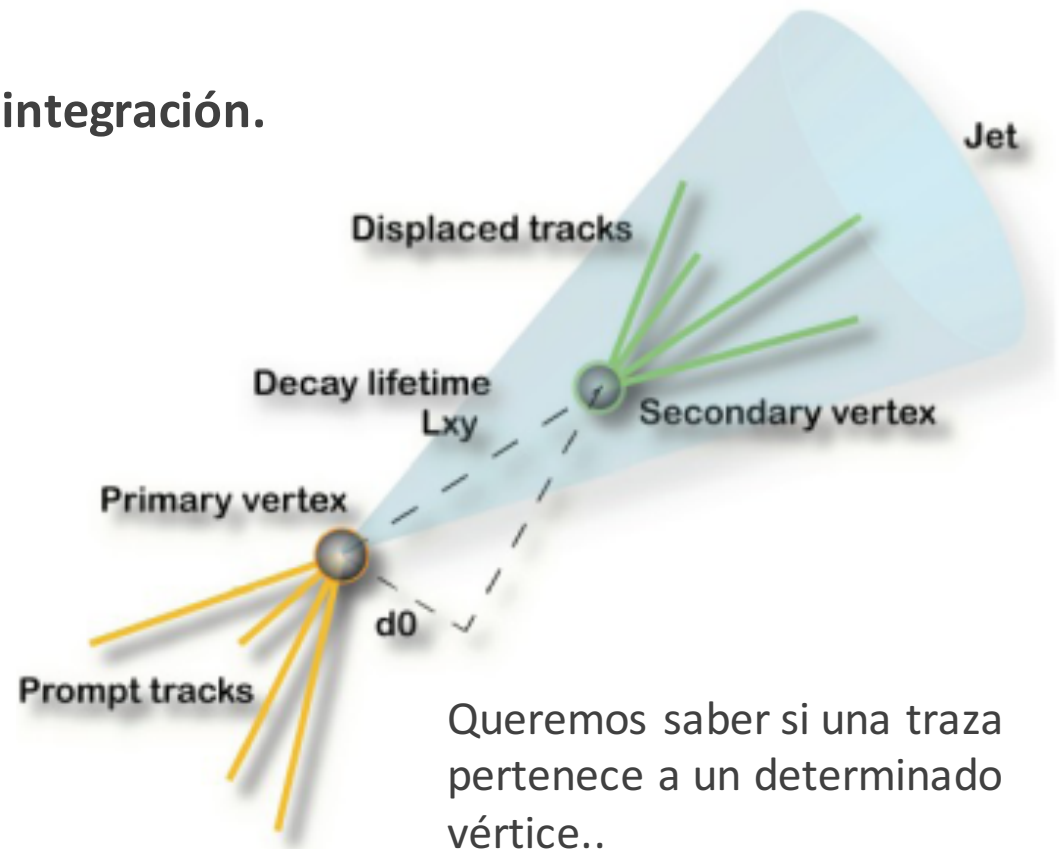 integración.
Jet
Displaced tracks
Decay lifetime
Lxy
Secondary vertex
Primary vertex
d0
Prompt tracks
Queremos saber si una traza
pertenece a un determinado
vértice..